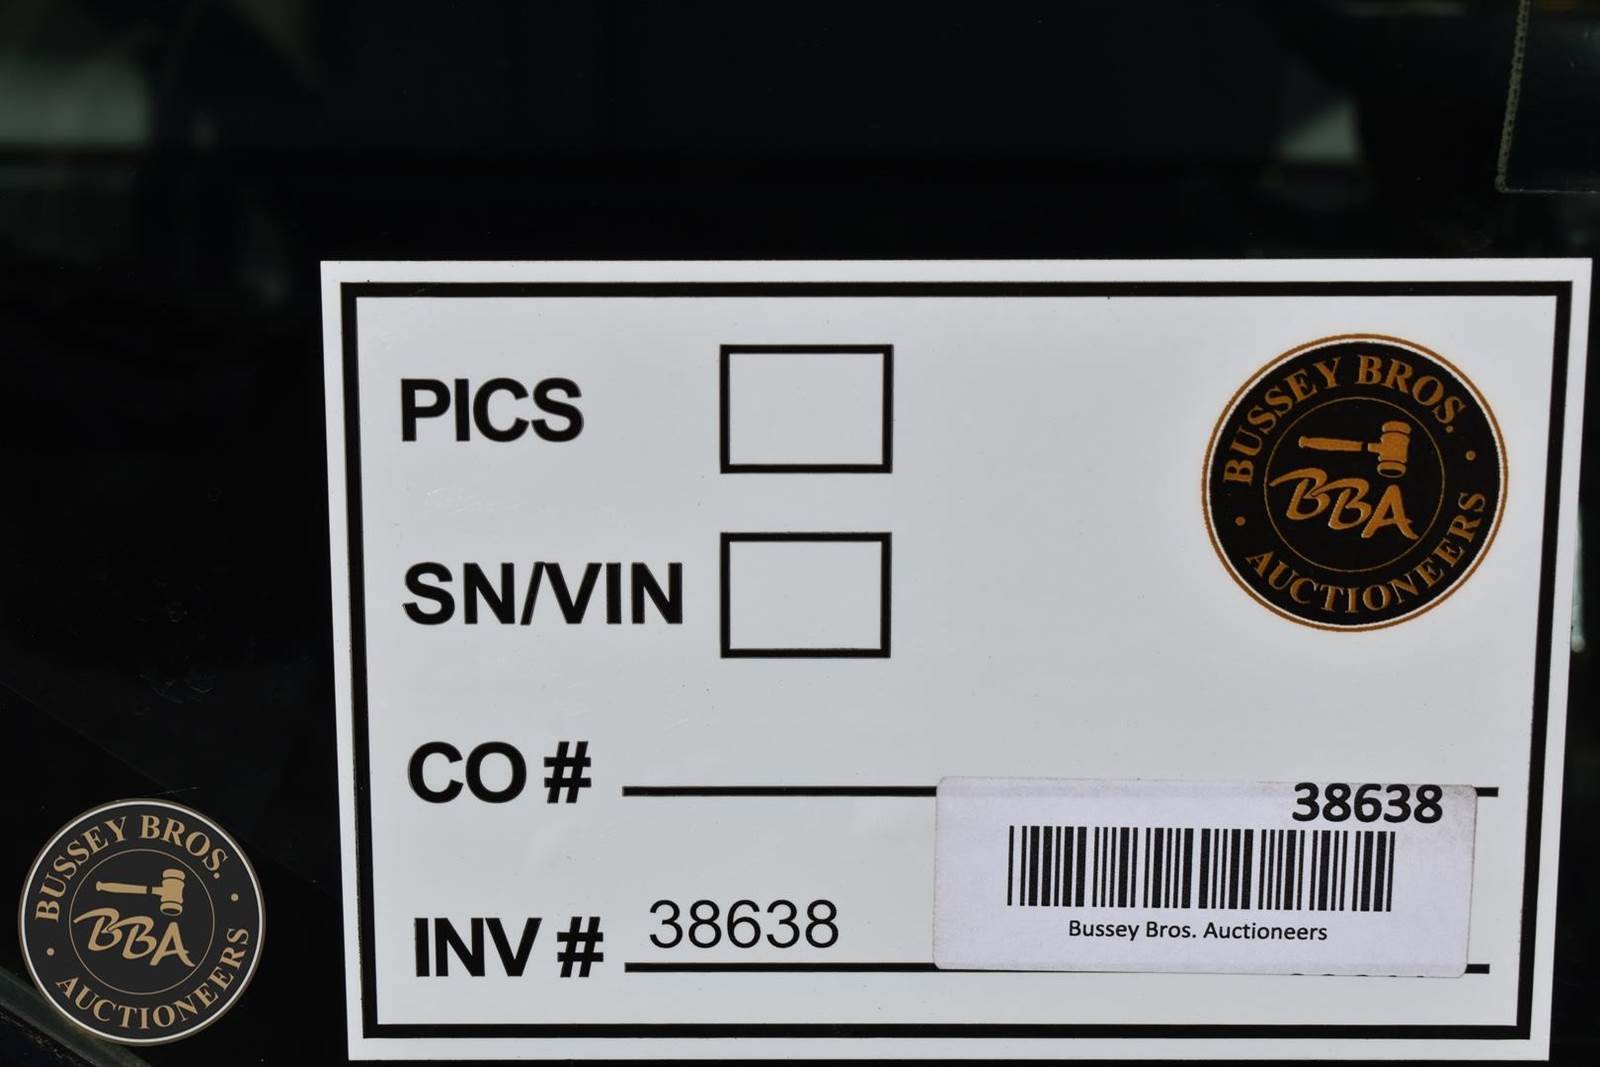 PICS
BUSSEY BROS.
BBA
AUCTIONEERS
SN/VIN
CO #
38638
Bussey Bros. Auctioneers
INV # 38638
BUSSEY BROS.
BBA
AUCTIONEERS